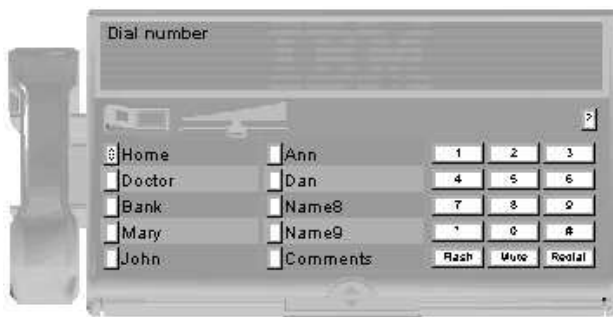 Dial number
?
Home Ann 1 2 3
Doctor Dan 4 5 6
Bank Name8 7 8 9
Mary Name9 * 0 #
John Comments Flash Mute Redial